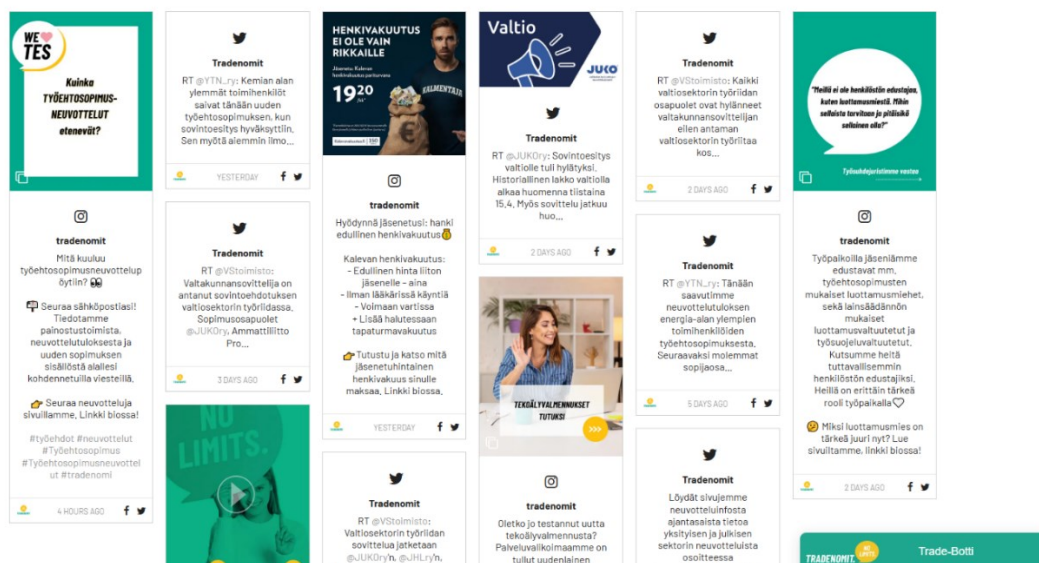 WE
TES
Kuinka
TYÖEHTOSOPIMUS-
NEUVOTTELUT
etenevät?
tradenomit
Mitä kuuluu
työehtosopimusneuvottelup
öytiin? 👀
📮 Seuraa sähköpostiasi!
Tiedotamme
painostustoimista,
neuvottelutuloksesta ja
uuden sopimuksen
sisällöstä alallesi
kohdennetuilla viesteillä.
👉 Seuraa neuvotteluja
sivuillamme. Linkki biossa!
#työehdot #neuvottelut
#Työehtosopimus
#Työehtosopimusneuvottel
ut #tradenomi
4 HOURS AGO
Tradenomit
RT @YTN_ry: Kemian alan
ylemmät toimihenkilöt
saivat tänään uuden
työehtosopimuksen, kun
sovintoesitys hyväksyttiin.
Sen myötä aiemmin ilmo...
YESTERDAY
Tradenomit
RT @VStoimisto:
Valtakunnansovittelija on
antanut sovintoehdotuksen
valtiosektorin työriidassa.
Sopimusosapuolet
@JUKOry, Ammattiliitto
Pro...
3 DAYS AGO
NO
LIMITS.
HENKIVAKUUTUS
EI OLE VAIN
RIKKAILLE
Jäsenetu: Kalevan
henkivakuutus parturouva
19 20
VALMENTAJA
tradenomit
Hyödynnä jäsenetusi: hanki
edullinen henkivakuutus💰
Kalevan henkivakuutus:
- Edullinen hinta liiton
jäsenelle - aina
- Ilman lääkärissä käyntiä
- Voimaan vartissa
+ Lisää halutessaan
tapaturmavakuutus
👉 Tutustu ja katso mitä
jäsenetuhintainen
henkivakuus sinulle
maksaa. Linkki biossa.
YESTERDAY
Tradenomit
RT @VStoimisto:
Valtiosektorin työriidan
sovittelua jatketaan
@JUKOry'n, @JHLry'n,
Valtio
JUKO
Tradenomit
RT @JUKOry: Sovintoesitys
valtiolle tuli hylätyksi.
Historiallinen lakko valtiolla
alkaa huomenna tiistaina
15.4. Myös sovittelu jatkuu
huo...
2 DAYS AGO
TEKOÄLYVALMENNUKSET
TUTUKSI
tradenomit
Oletko jo testannut uutta
tekoälyvalmennusta?
Palveluvalikoimaamme on
tullut uudenlainen
Tradenomit
RT @VStoimisto: Kaikki
valtiosektorin työriidan
osapuolet ovat hylänneet
valtakunnansovittelijan
eilen antaman
valtiosektorin työriitaa
kos...
2 DAYS AGO
Tradenomit
RT @YTN_ry: Tänään
saavutimme
neuvottelutuloksen
energia-alan ylempien
toimihenkilöiden
työehtosopimuksesta.
Seuraavaksi molemmat
sopijaosa...
5 DAYS AGO
Tradenomit
Löydät sivujemme
neuvotteluinfosta
ajantasaista tietoa
yksityisen ja julkisen
sektorin neuvotteluista
osoitteessa
"Meillä ei ole henkilöstön edustajaa,
kuten luottamusmiestä. Mihin
sellaista tarvitaan ja pitäisikö
sellainen olla?"
Työsuhdejuristimme vastaa
tradenomit
Työpaikoilla jäseniämme
edustavat mm.
työehtosopimusten
mukaiset luottamusmiehet,
sekä lainsäädännön
mukaiset
luottamusvaltuutetut ja
työsuojeluvaltuutetut.
Kutsumme heitä
tuttavallisemmin
henkilöstön edustajiksi.
Heillä on erittäin tärkeä
rooli työpaikalla🤍
🤔 Miksi luottamusmies on
tärkeä juuri nyt? Lue
sivuiltamme, linkki biossa!
2 DAYS AGO
TRADENOMIT.
NO
LIMITS.
Trade-Botti